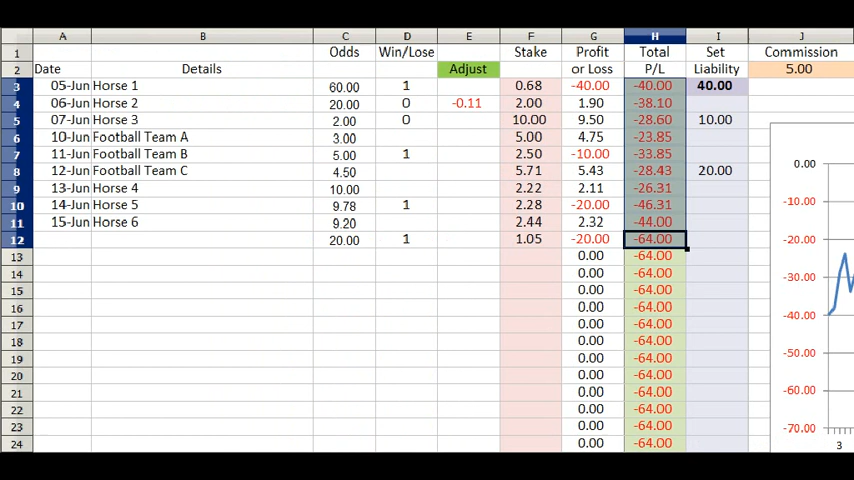 A B C D E F G H I J
1 Odds Win/Lose Stake Profit Total Set Commission
2 Date Details Adjust or Loss P/L Liability 5.00
3 05-Jun Horse 1 60.00 1 0.68 -40.00 -40.00 40.00
4 06-Jun Horse 2 20.00 0 -0.11 2.00 1.90 -38.10
5 07-Jun Horse 3 2.00 0 10.00 9.50 -28.60 10.00
6 10-Jun Football Team A 3.00 5.00 4.75 -23.85
7 11-Jun Football Team B 5.00 1 2.50 -10.00 -33.85
8 12-Jun Football Team C 4.50 5.71 5.43 -28.43 20.00
9 13-Jun Horse 4 10.00 2.22 2.11 -26.31
10 14-Jun Horse 5 9.78 1 2.28 -20.00 -46.31
11 15-Jun Horse 6 9.20 2.44 2.32 -44.00
12 20.00 1 1.05 -20.00 -64.00
13 0.00 -64.00
14 0.00 -64.00
15 0.00 -64.00
16 0.00 -64.00
17 0.00 -64.00
18 0.00 -64.00
19 0.00 -64.00
20 0.00 -64.00
21 0.00 -64.00
22 0.00 -64.00
23 0.00 -64.00
24 0.00 -64.00
0.00
-10.00
-20.00
-30.00
-40.00
-50.00
-60.00
-70.00
3